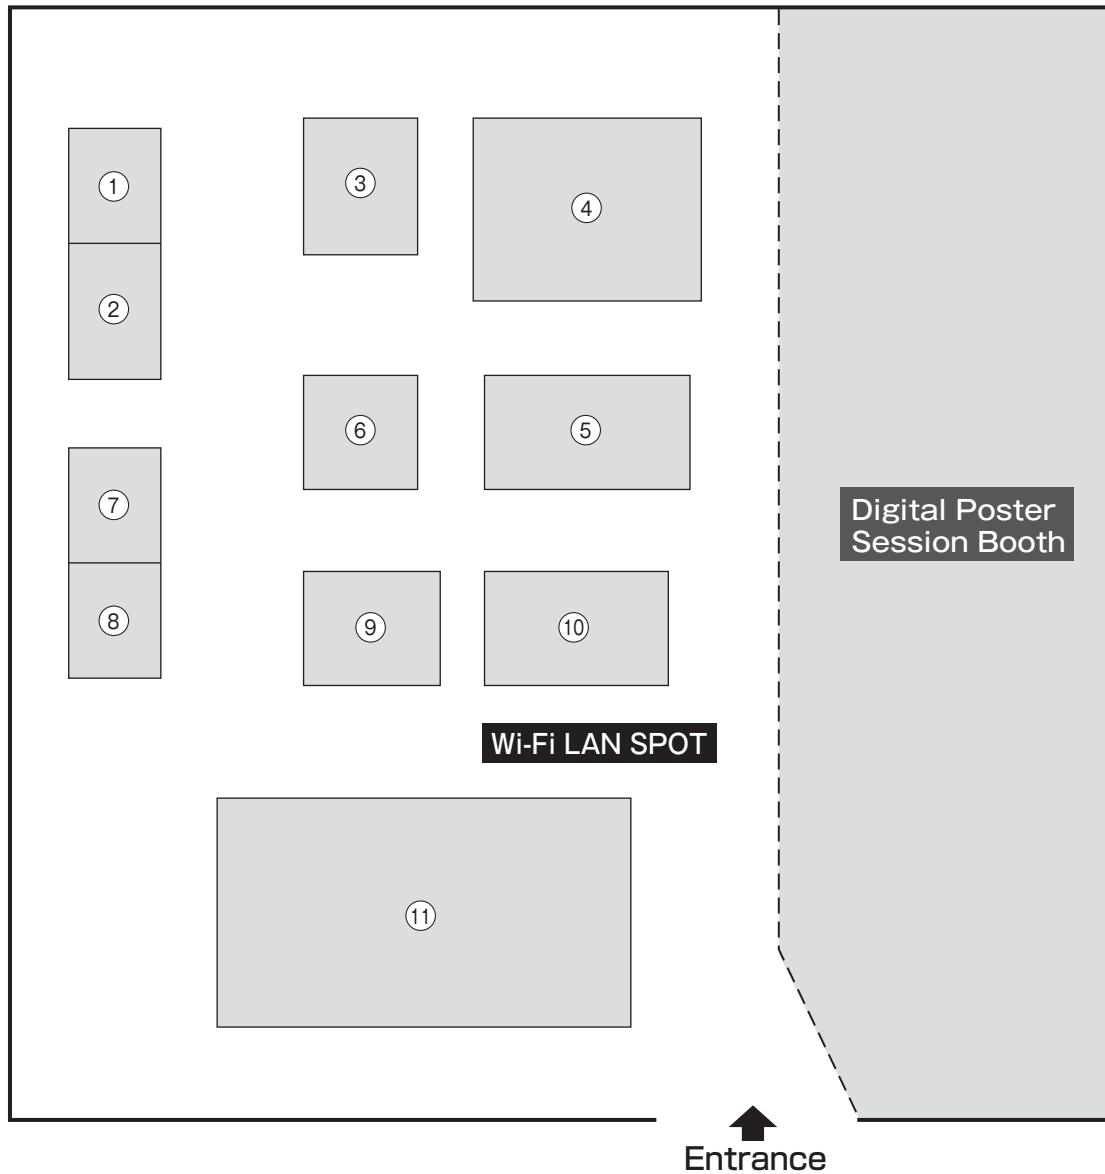 ①
③
④
②
⑥
⑤
⑦
Digital Poster
Session Booth
⑧
⑨
⑩
Wi-Fi LAN SPOT
⑪
Entrance